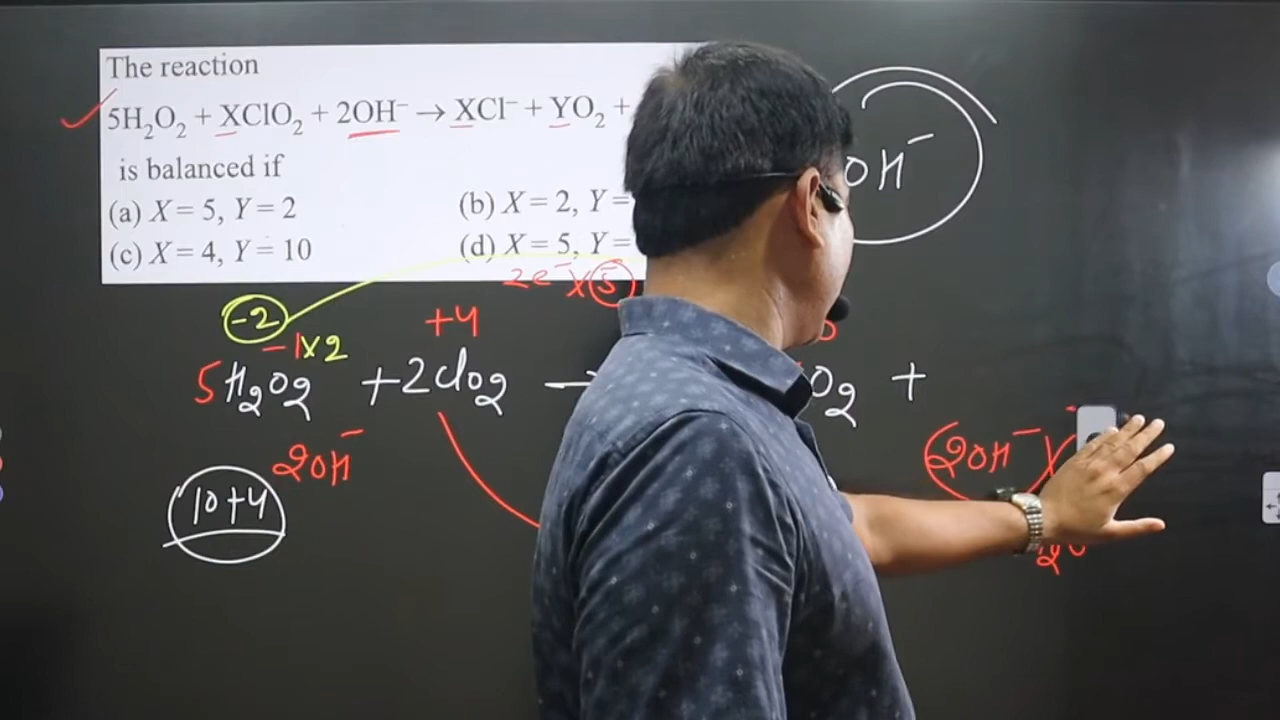 The reaction
5H₂O₂ + XClO₂ + 2OH⁻ → XCl⁻ + YO₂ +
is balanced if
(a) X = 5, Y = 2
(b) X = 2, Y =
(c) X = 4, Y = 10
(d) X = 5, Y =
OH⁻
2e⁻ × 5
-2
-1×2
+4
5H₂O₂ + 2ClO₂ →
O₂ +
2OH⁻
2OH⁻
10+4